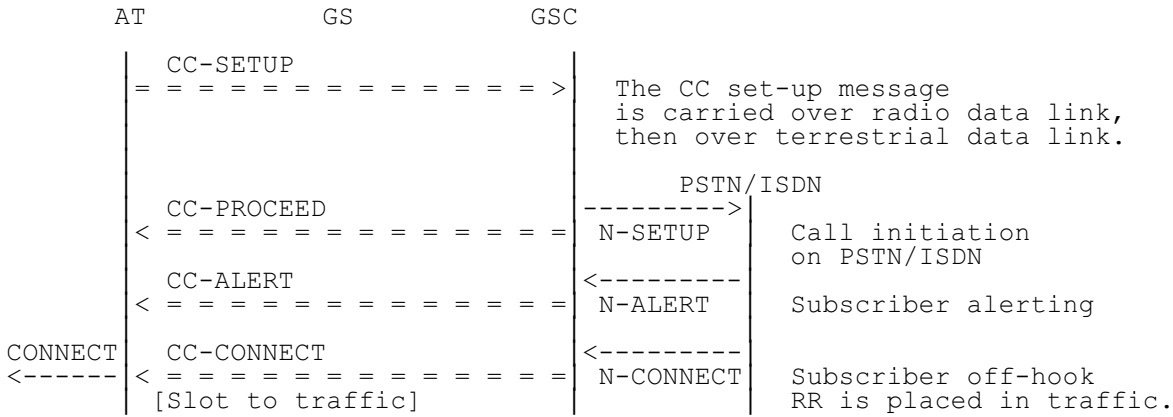 AT GS GSC
CC-SETUP
= = = = = = = = = = = = = > The CC set-up message
is carried over radio data link,
then over terrestrial data link.
PSTN/ISDN
CC-PROCEED --------->
< = = = = = = = = = = = = = N-SETUP Call initiation
on PSTN/ISDN
CC-ALERT <---------
< = = = = = = = = = = = = = N-ALERT Subscriber alerting
CONNECT CC-CONNECT <---------
<------ < = = = = = = = = = = = = = N-CONNECT Subscriber off-hook
[Slot to traffic] RR is placed in traffic.